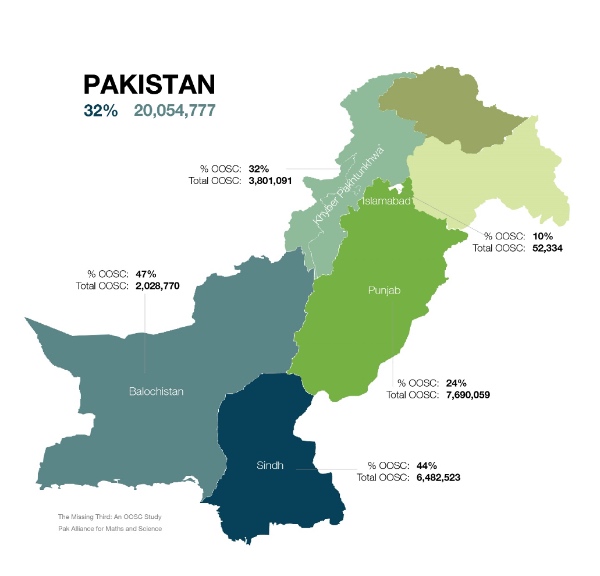 PAKISTAN
32% 20,054,777
% OOSC: 32%
Total OOSC: 3,801,091
Khyber Pakhtunkhwa
Islamabad
% OOSC: 10%
Total OOSC: 52,334
% OOSC: 47%
Total OOSC: 2,028,770
Punjab
Balochistan
% OOSC: 24%
Total OOSC: 7,690,059
Sindh
% OOSC: 44%
Total OOSC: 6,482,523
The Missing Third: An OOSC Study
Pak Alliance for Maths and Science